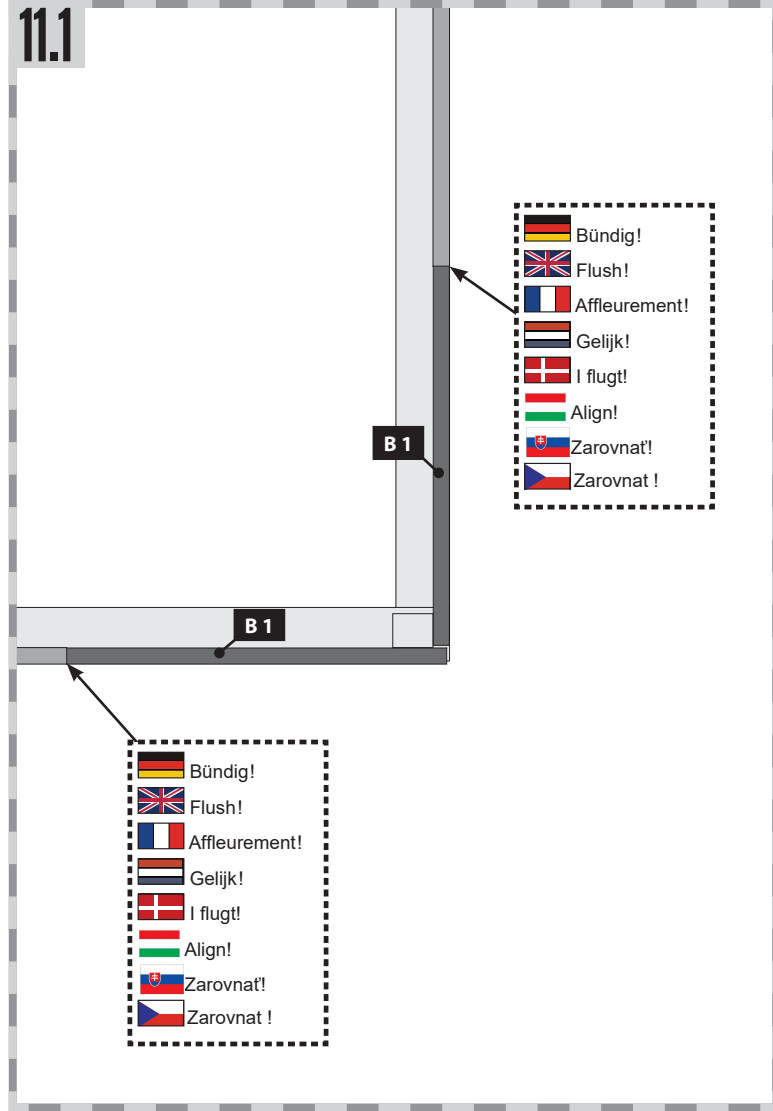 11.1
Bündig!
Flush!
Affleurement!
Gelijk!
I flugt!
Align!
Zarovnať!
Zarovnat !
B 1
B 1
Bündig!
Flush!
Affleurement!
Gelijk!
I flugt!
Align!
Zarovnať!
Zarovnat !